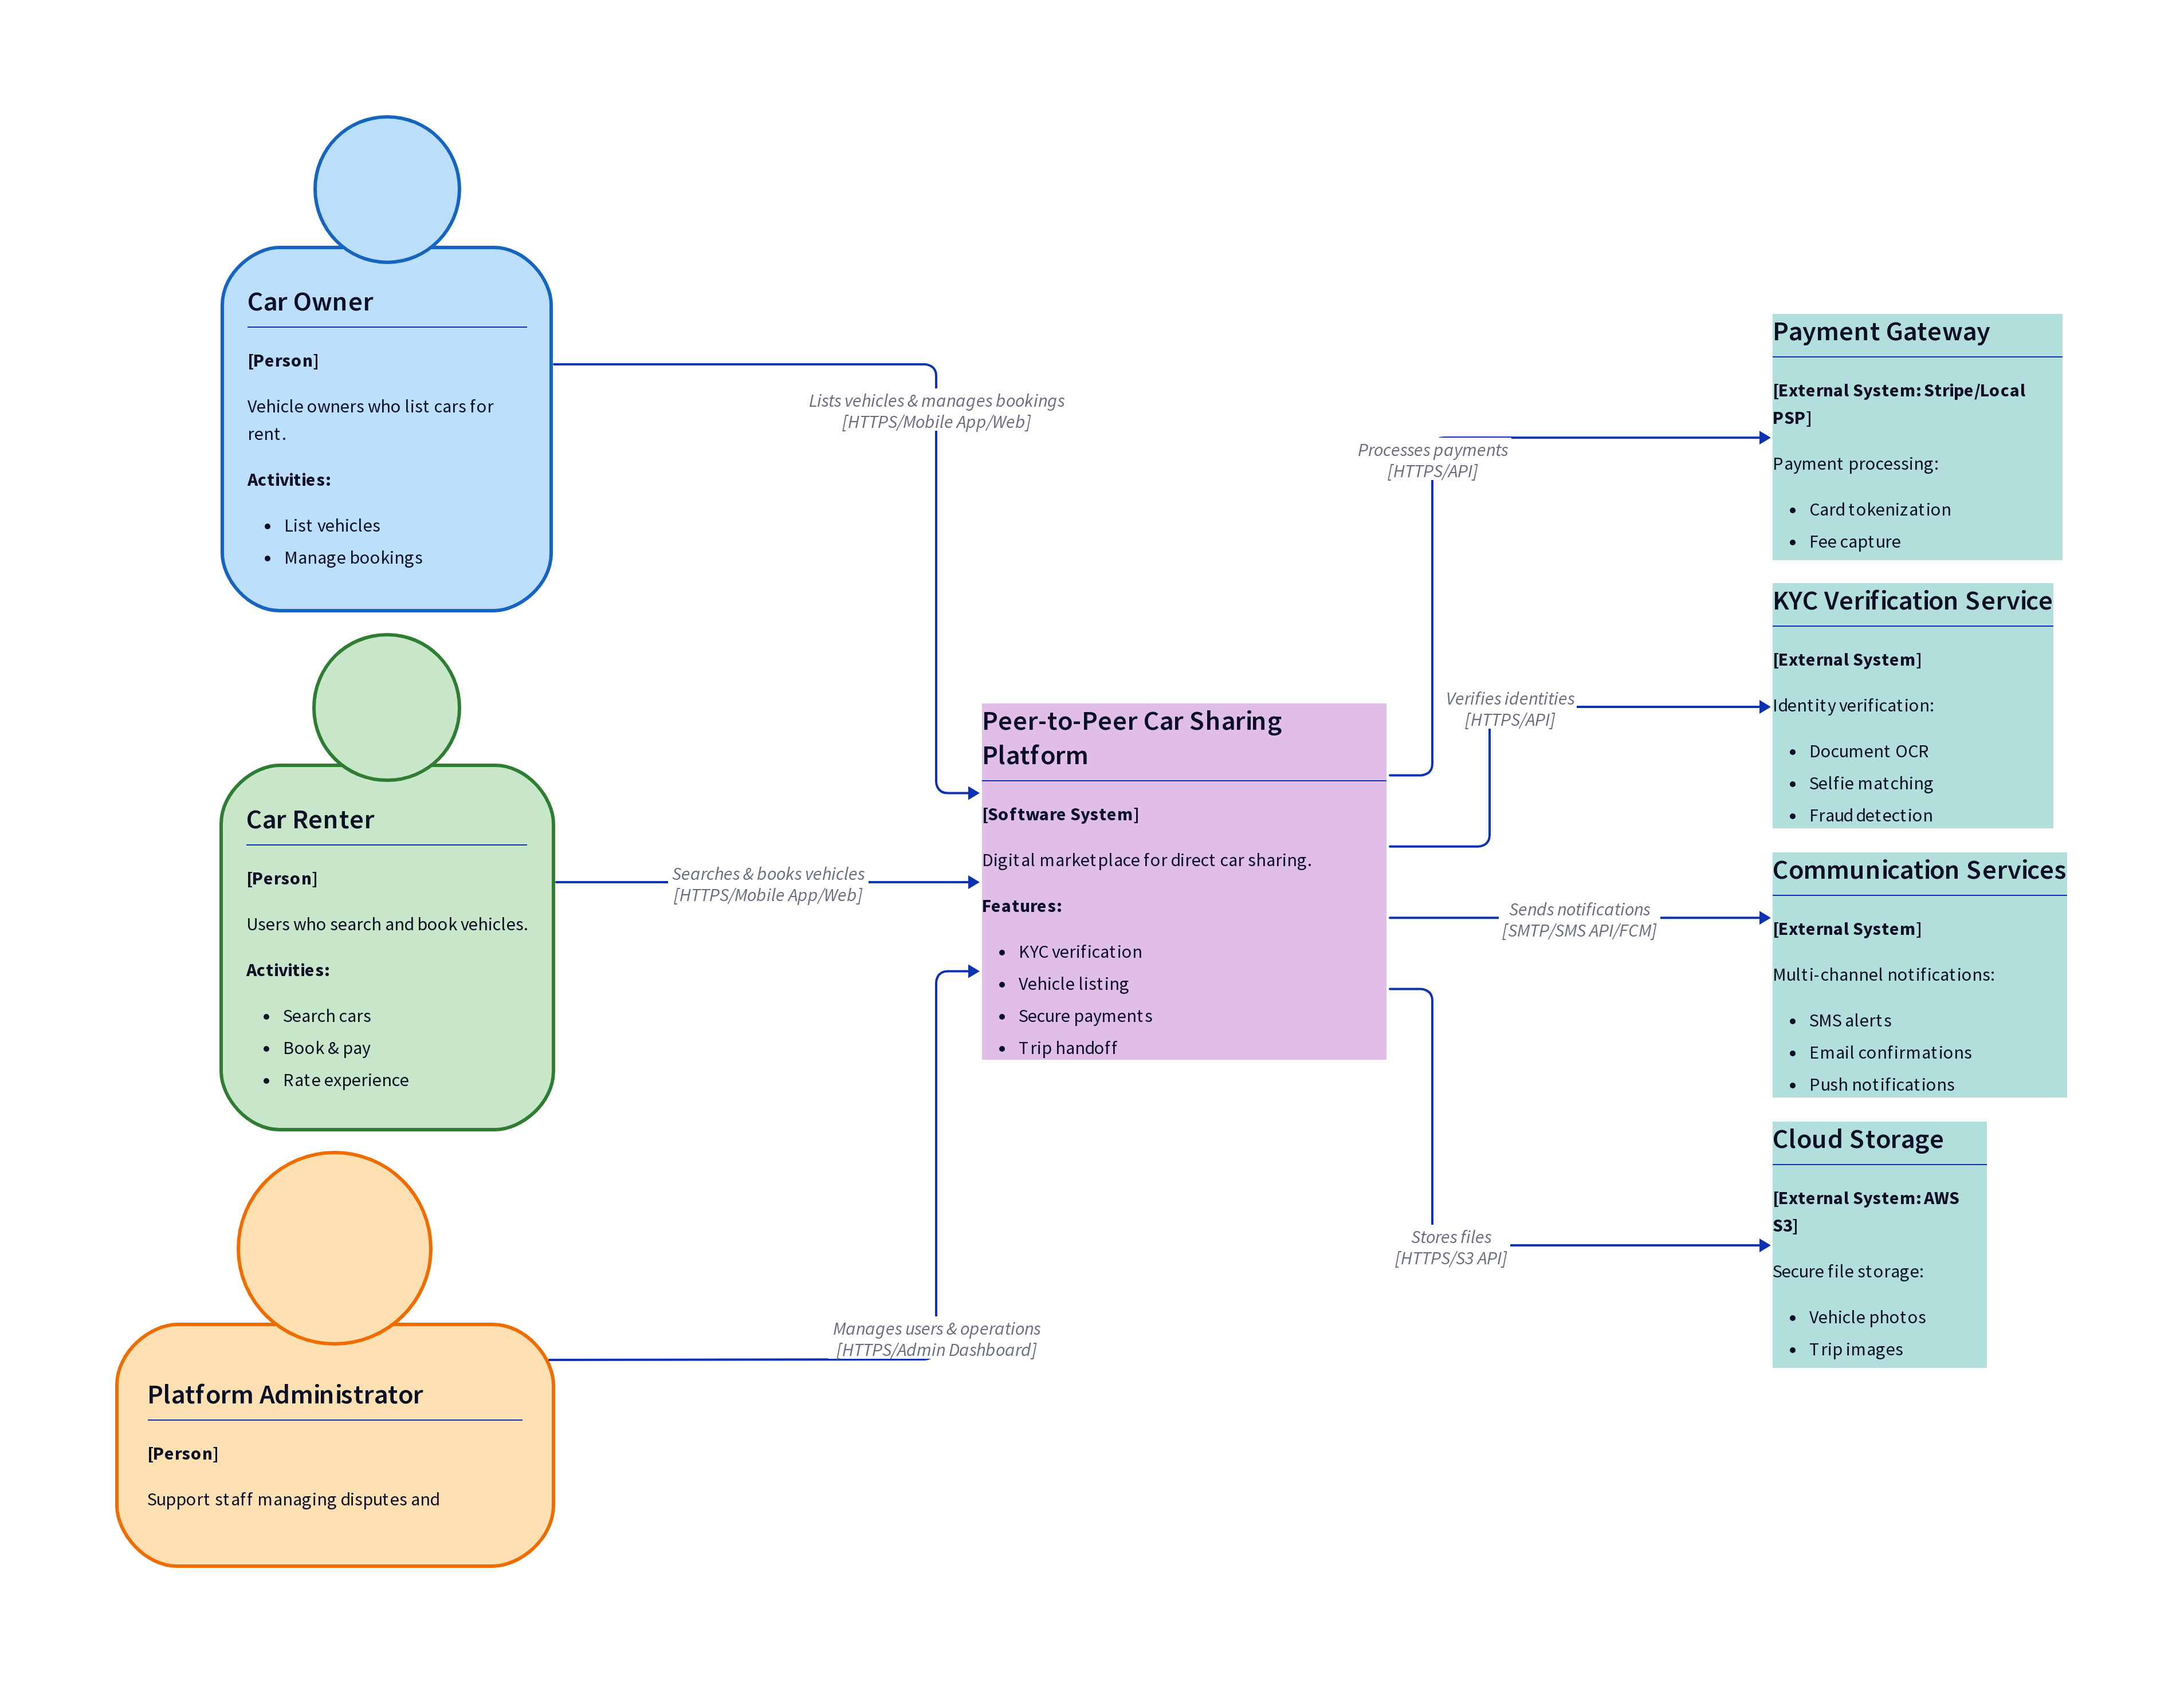 Car Owner
[Person]
Vehicle owners who list cars for
rent.
Activities:
• List vehicles
• Manage bookings
Car Renter
[Person]
Users who search and book vehicles.
Activities:
• Search cars
• Book & pay
• Rate experience
Platform Administrator
[Person]
Support staff managing disputes and
Lists vehicles & manages bookings
[HTTPS/Mobile App/Web]
Searches & books vehicles
[HTTPS/Mobile App/Web]
Manages users & operations
[HTTPS/Admin Dashboard]
Peer-to-Peer Car Sharing
Platform
[Software System]
Digital marketplace for direct car sharing.
Features:
• KYC verification
• Vehicle listing
• Secure payments
• Trip handoff
Processes payments
[HTTPS/API]
Verifies identities
[HTTPS/API]
Sends notifications
[SMTP/SMS API/FCM]
Stores files
[HTTPS/S3 API]
Payment Gateway
[External System: Stripe/Local
PSP]
Payment processing:
• Card tokenization
• Fee capture
KYC Verification Service
[External System]
Identity verification:
• Document OCR
• Selfie matching
• Fraud detection
Communication Services
[External System]
Multi-channel notifications:
• SMS alerts
• Email confirmations
• Push notifications
Cloud Storage
[External System: AWS
S3]
Secure file storage:
• Vehicle photos
• Trip images